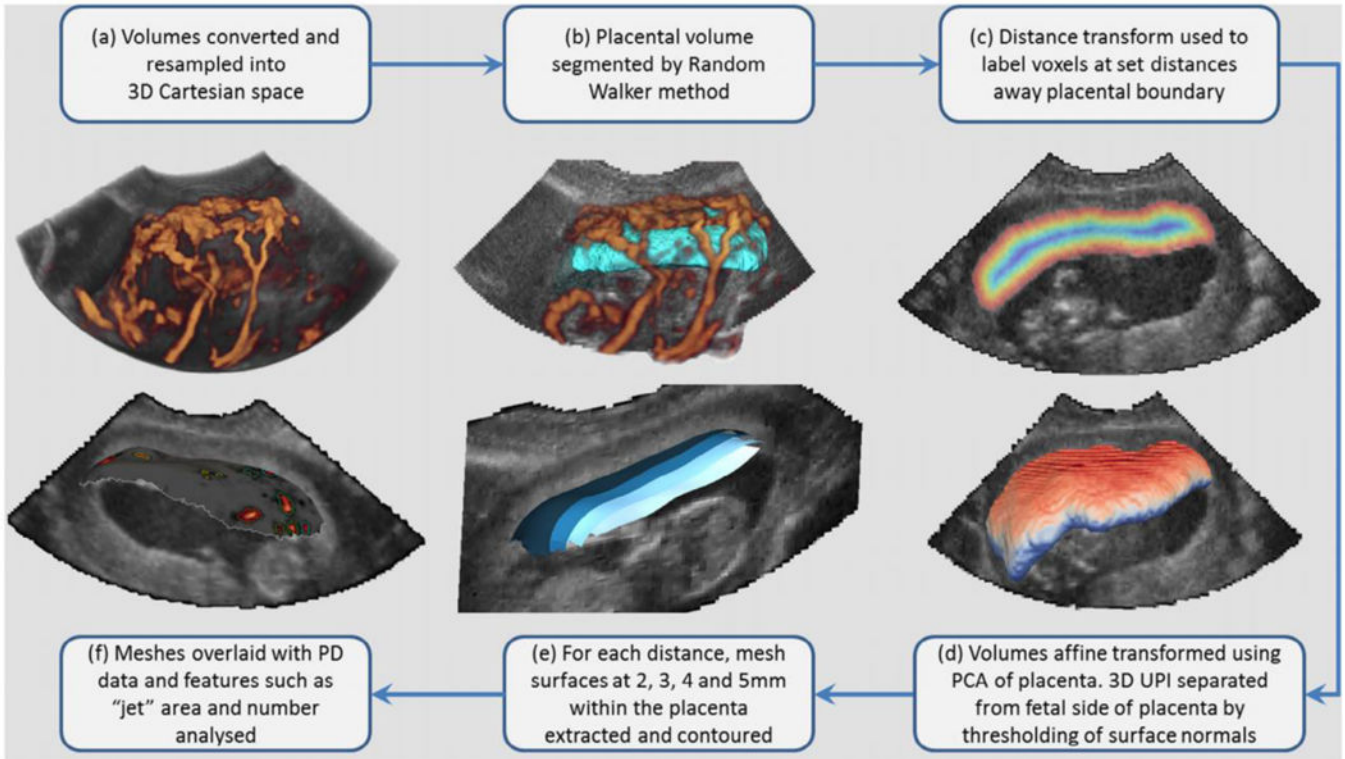 (a) Volumes converted and
resampled into
3D Cartesian space
(b) Placental volume
segmented by Random
Walker method
(c) Distance transform used to
label voxels at set distances
away placental boundary
(d) Volumes affine transformed using
PCA of placenta. 3D UPI separated
from fetal side of placenta by
thresholding of surface normals
(e) For each distance, mesh
surfaces at 2, 3, 4 and 5mm
within the placenta
extracted and contoured
(f) Meshes overlaid with PD
data and features such as
“jet” area and number
analysed